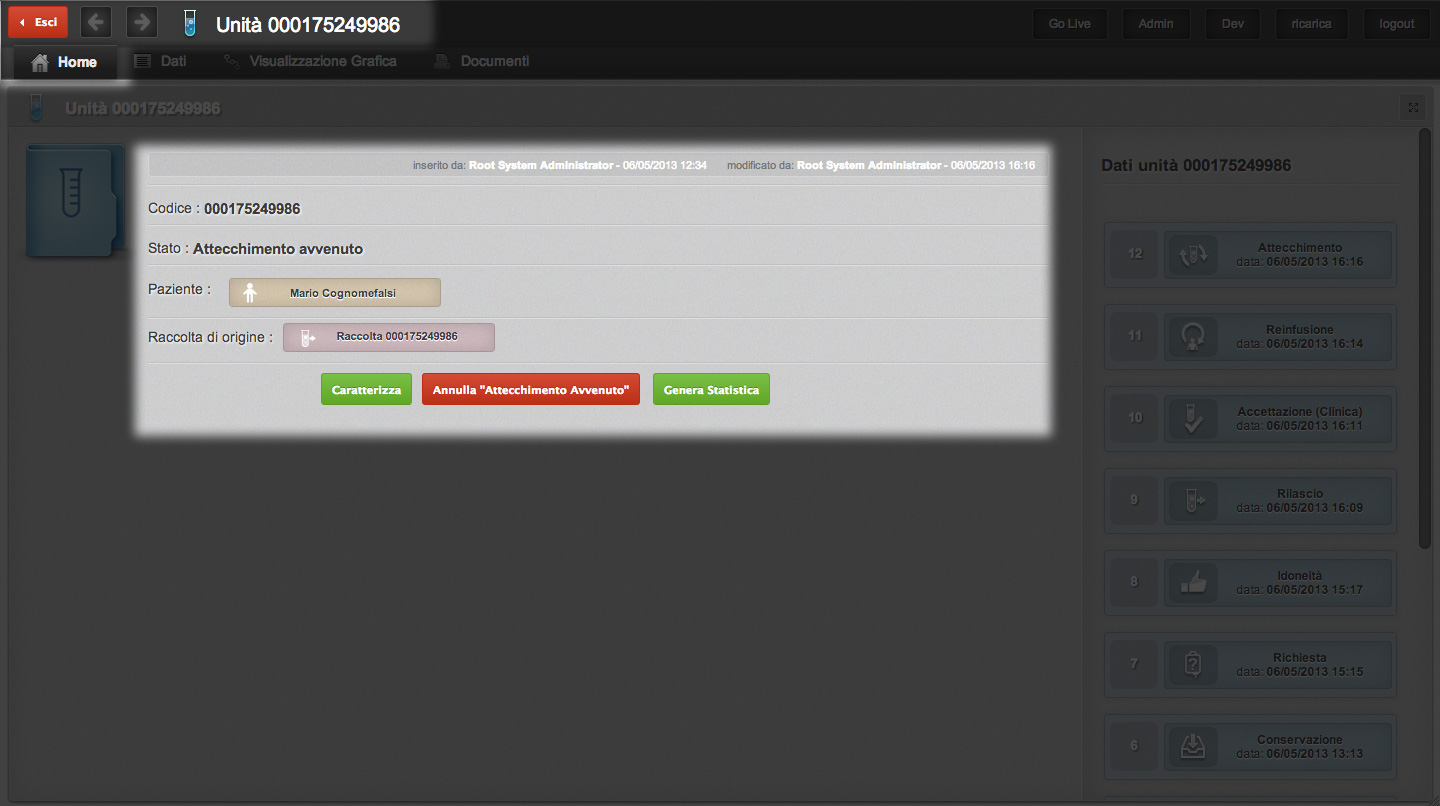 Esci
Unità 000175249986
Go Live
Admin
Dev
ricarica
logout
Home
Dati
Visualizzazione Grafica
Documenti
Unità 000175249986
inserito da: Root System Administrator - 06/05/2013 12:34 modificato da: Root System Administrator - 06/05/2013 16:16
Codice : 000175249986
Stato : Attecchimento avvenuto
Paziente : Mario Cognomefalsi
Raccolta di origine : Raccolta 000175249986
Caratterizza
Annulla "Attecchimento Avvenuto"
Genera Statistica
Dati unità 000175249986
12
Attecchimento
data: 06/05/2013 16:16
11
Reinfusione
data: 06/05/2013 16:14
10
Accettazione (Clinica)
data: 06/05/2013 16:11
9
Rilascio
data: 06/05/2013 16:09
8
Idoneità
data: 06/05/2013 15:17
7
Richiesta
data: 06/05/2013 15:15
6
Conservazione
data: 06/05/2013 13:13